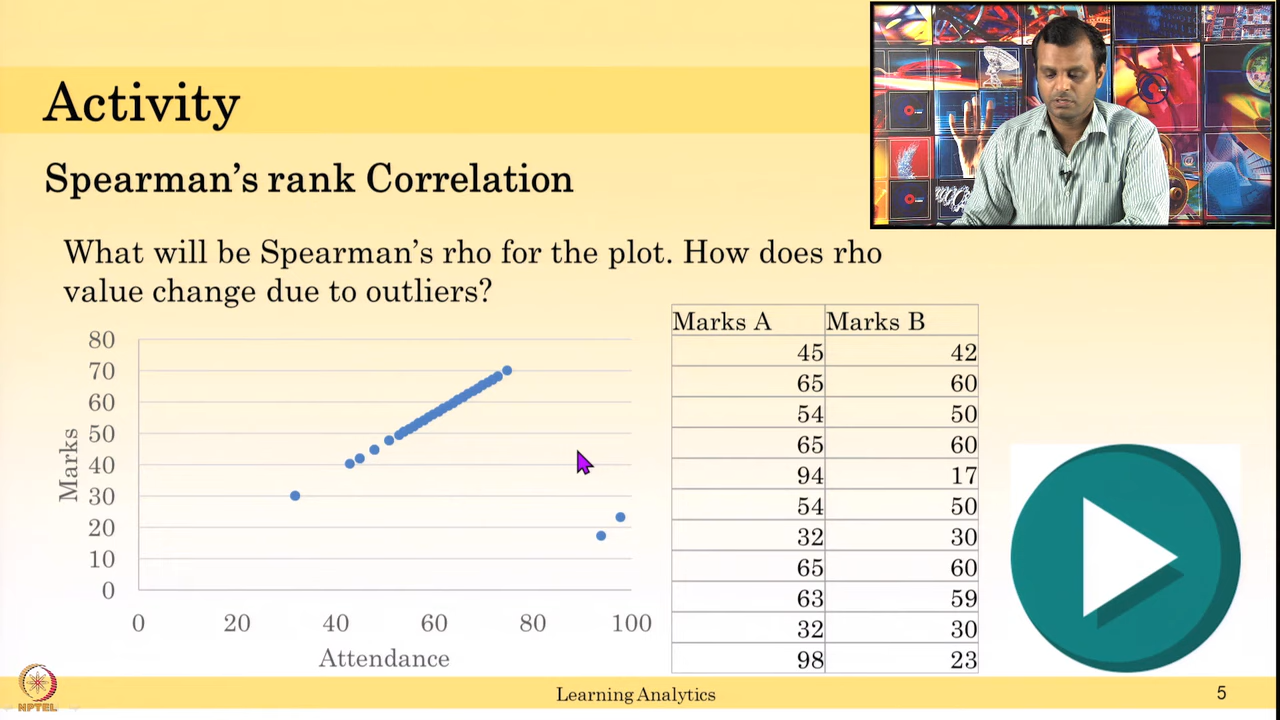 Activity
Spearman's rank Correlation
What will be Spearman's rho for the plot. How does rho
value change due to outliers?
80
70
60
50
40
30
20
10
0
Marks
0 20 40 60 80 100
Attendance
Marks A Marks B
45 42
65 60
54 50
65 60
94 17
54 50
32 30
65 60
63 59
32 30
98 23
NPTEL
Learning Analytics
5